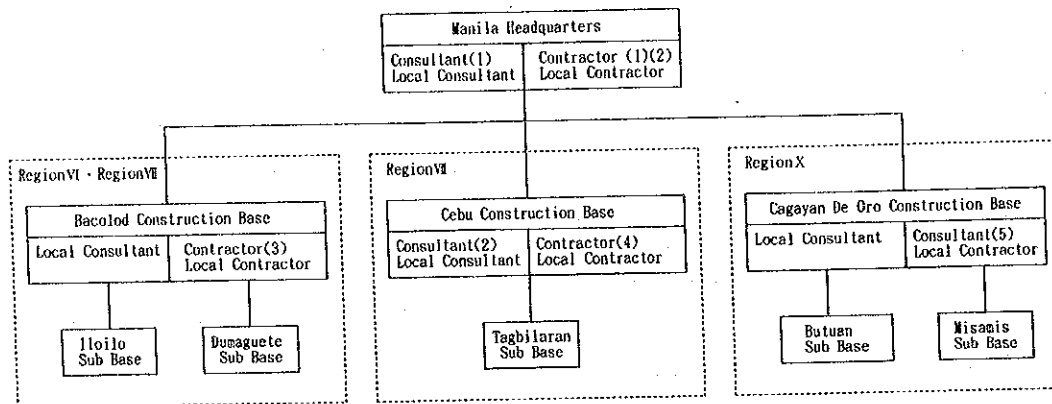 Manila Headquarters
Consultant(1)
Local Consultant
Contractor (1)(2)
Local Contractor
RegionⅥ・RegionⅦ
Bacolod Construction Base
Local Consultant
Contractor(3)
Local Contractor
Iloilo
Sub Base
Dumaguete
Sub Base
RegionⅦ
Cebu Construction Base
Consultant(2)
Local Consultant
Contractor(4)
Local Contractor
Tagbilaran
Sub Base
RegionⅩ
Cagayan De Oro Construction Base
Local Consultant
Consultant(5)
Local Contractor
Butuan
Sub Base
Misamis
Sub Base